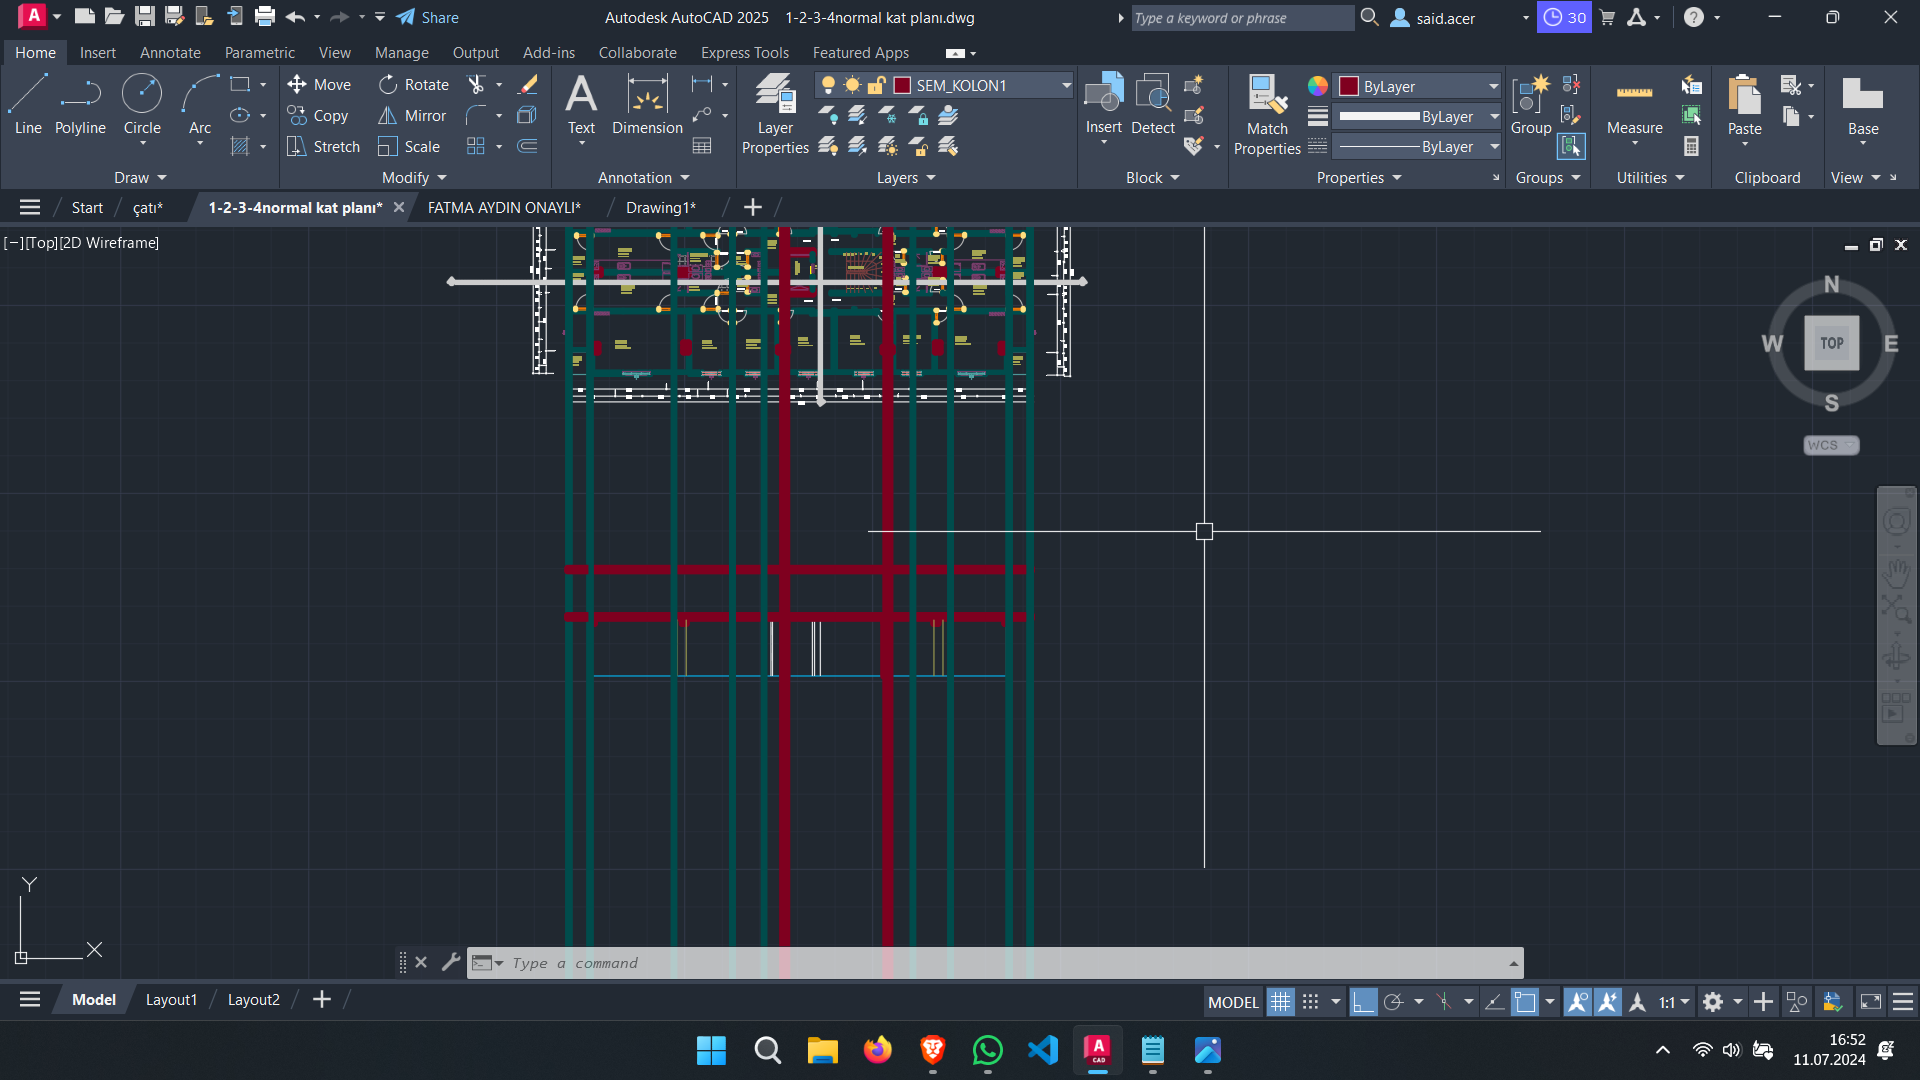 Share
Autodesk AutoCAD 2025 1-2-3-4normal kat planı.dwg
Type a keyword or phrase
said.acer
30
Home Insert Annotate Parametric View Manage Output Add-ins Collaborate Express Tools Featured Apps
Line Polyline Circle Arc
Move Rotate
Copy Mirror
Stretch Scale
Text Dimension
Layer Properties
SEM_KOLON1
Insert Detect
Match Properties
ByLayer
ByLayer
ByLayer
Group
Measure
Paste
Base
Draw Modify Annotation Layers Block Properties Groups Utilities Clipboard View
Start çatı* 1-2-3-4normal kat planı* FATMA AYDIN ONAYLI* Drawing1*
[−][Top][2D Wireframe]
N
W TOP E
S
WCS
Y
X
Type a command
Model Layout1 Layout2
MODEL 1:1
A CAD
16:52
11.07.2024